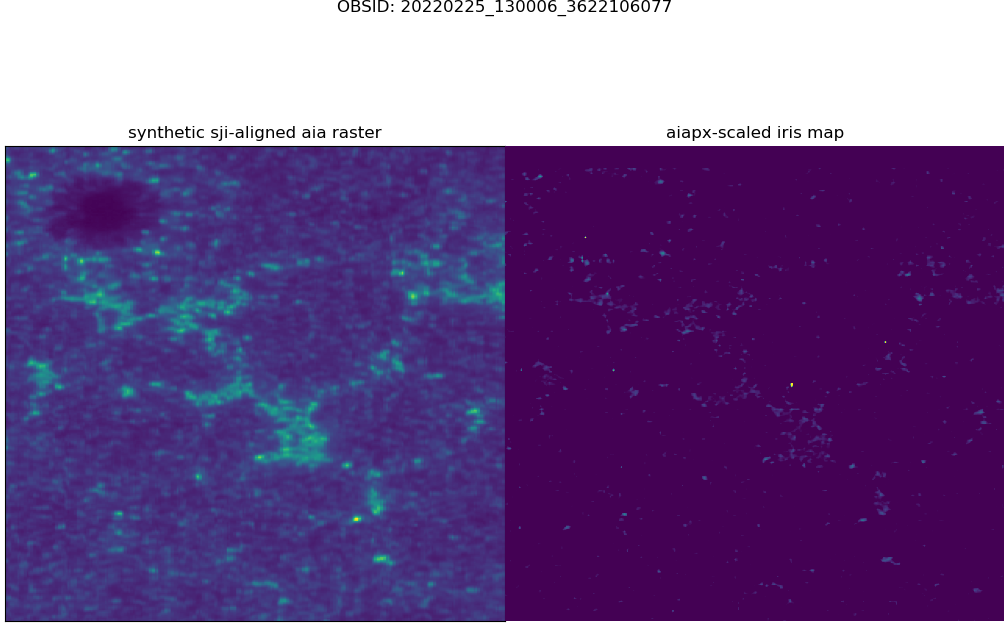 OBSID: 20220225_130006_3622106077
synthetic sji-aligned aia raster
aiapx-scaled iris map